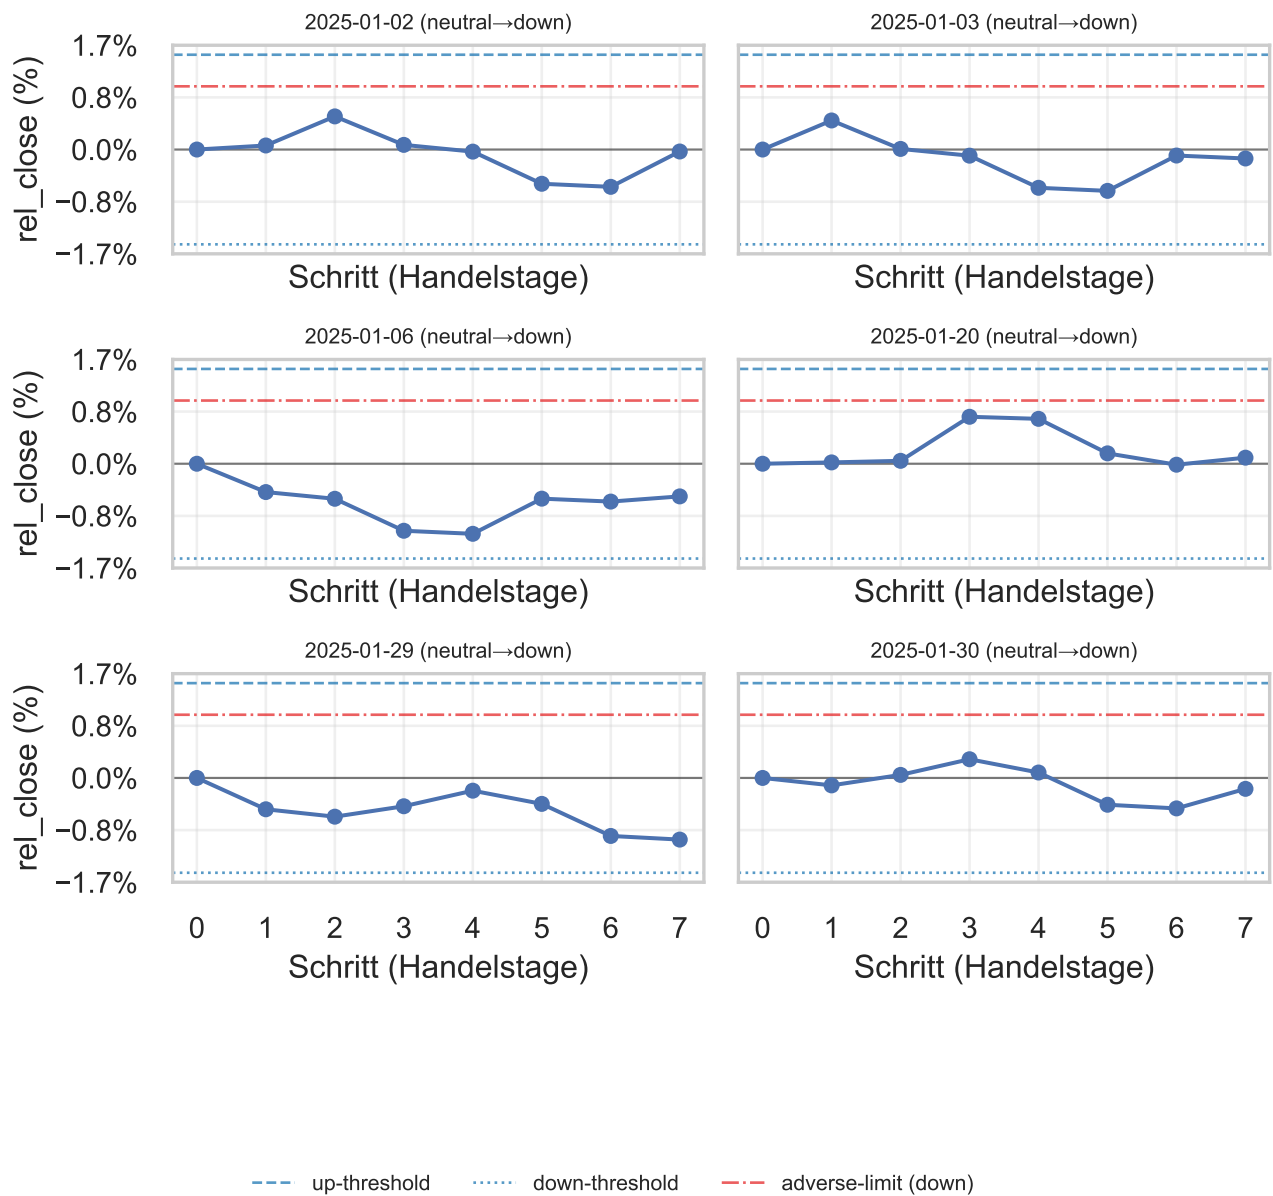 2025-01-02 (neutral→down)
2025-01-03 (neutral→down)
rel_close (%)
1.7%
0.8%
0.0%
−0.8%
−1.7%
Schritt (Handelstage)
Schritt (Handelstage)
2025-01-06 (neutral→down)
2025-01-20 (neutral→down)
rel_close (%)
1.7%
0.8%
0.0%
−0.8%
−1.7%
Schritt (Handelstage)
Schritt (Handelstage)
2025-01-29 (neutral→down)
2025-01-30 (neutral→down)
rel_close (%)
1.7%
0.8%
0.0%
−0.8%
−1.7%
0 1 2 3 4 5 6 7
0 1 2 3 4 5 6 7
Schritt (Handelstage)
Schritt (Handelstage)
up-threshold
down-threshold
adverse-limit (down)